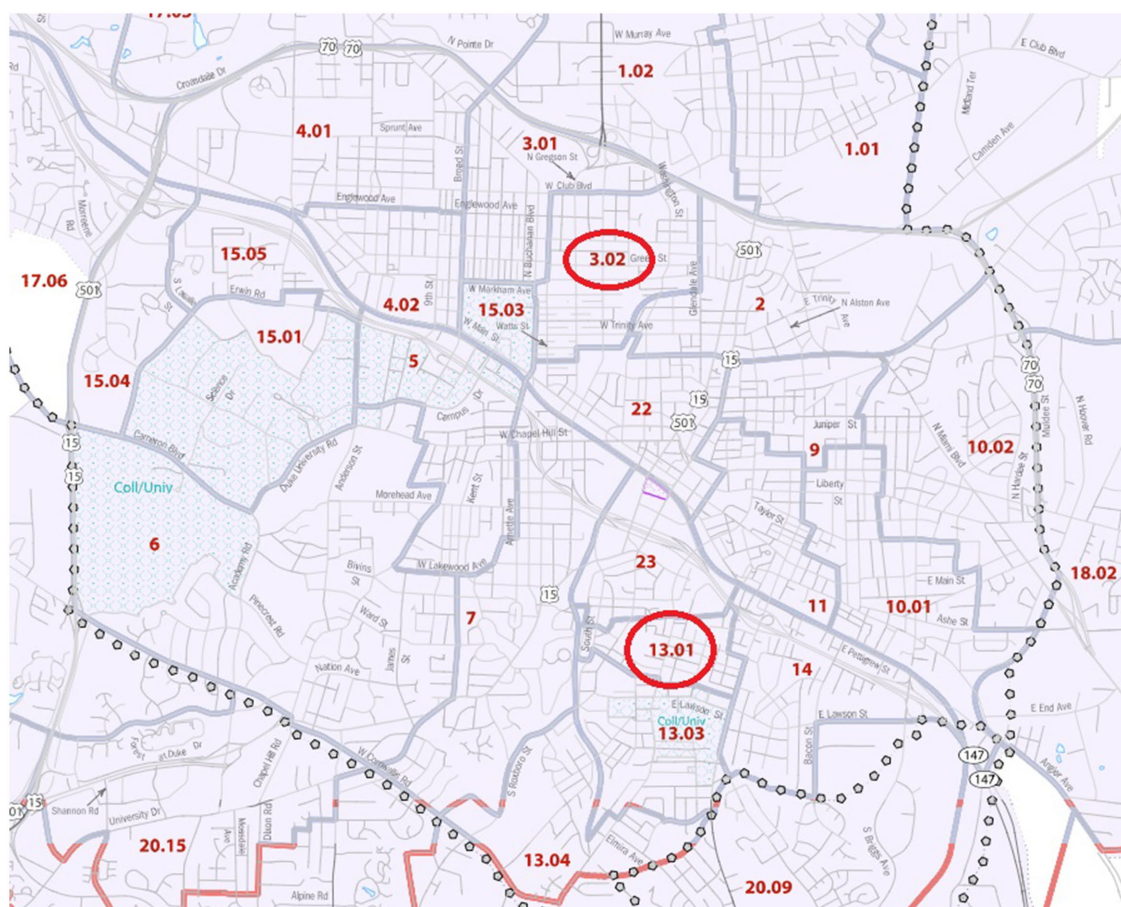 17.05
70
70
N Pointe Dr
W Murray Ave
E Club Blvd
Croasdale Dr
1.02
Midland Ter
4.01
Sprunt Ave
Broad St
3.01
N Gregson St
1.01
Camden Ave
Washington St
W Club Blvd
Englewood Ave
Englewood Ave
N Buchanan Blvd
Morreene Rd
15.05
3.02
Green St
501
17.06
501
Erwin Rd
S LaSalle St
4.02
9th St
W Markham Ave
15.03
Glendale Ave
2
E Trinity Ave
N Alston Ave
15.01
Watts St
W Main St
W Trinity Ave
5
15
70
70
15.04
Science Dr
Campus Dr
15
22
501
Juniper St
N Miami Blvd
N Hoover Rd
Cameron Blvd
Duke University Rd
Anderson St
W Chapel Hill St
9
10.02
15
15
Coll/Univ
Morehead Ave
Kent St
Arnette Ave
Liberty St
N Hardee St
Taylor St
6
Academy Rd
Bivins St
W Lakewood Ave
15
23
E Main St
18.02
11
10.01
Ashe St
Pinecrest Rd
Ward St
7
South St
13.01
James St
14
E Pettigrew St
Nation Ave
E Lawson St
Coll/Univ
13.03
E Lawson St
E End Ave
Forest at Duke Dr
Chapel Hill Rd
W Cornwallis Rd
S Roxboro St
Bacon St
147
147
Angier Ave
15
Shannon Rd
University Dr
Dixon Rd
20.15
13.04
Elmira Ave
S Briggs Ave
Alpine Rd
20.09